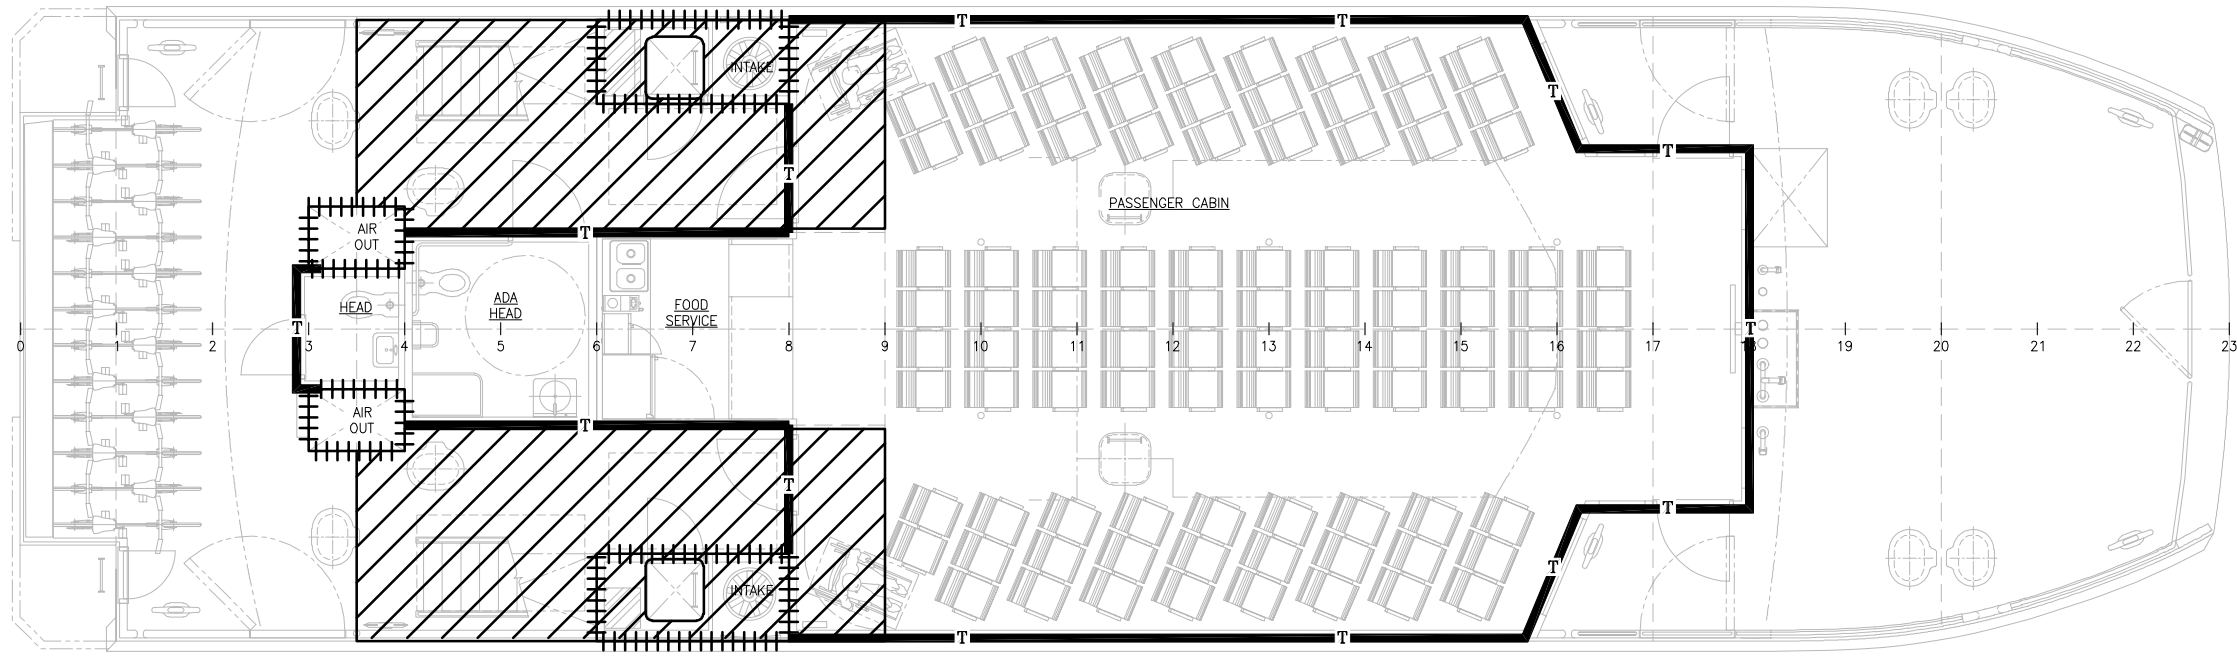 T T
INTAKE
T
T T
PASSENGER CABIN
T
AIR
OUT
ADA
HEAD
HEAD
FOOD
SERVICE
T T
0 1 2 3 4 5 6 7 8 9 10 11 12 13 14 15 16 17 18 19 20 21 22 23
AIR
OUT
T
T T
T
INTAKE
T T